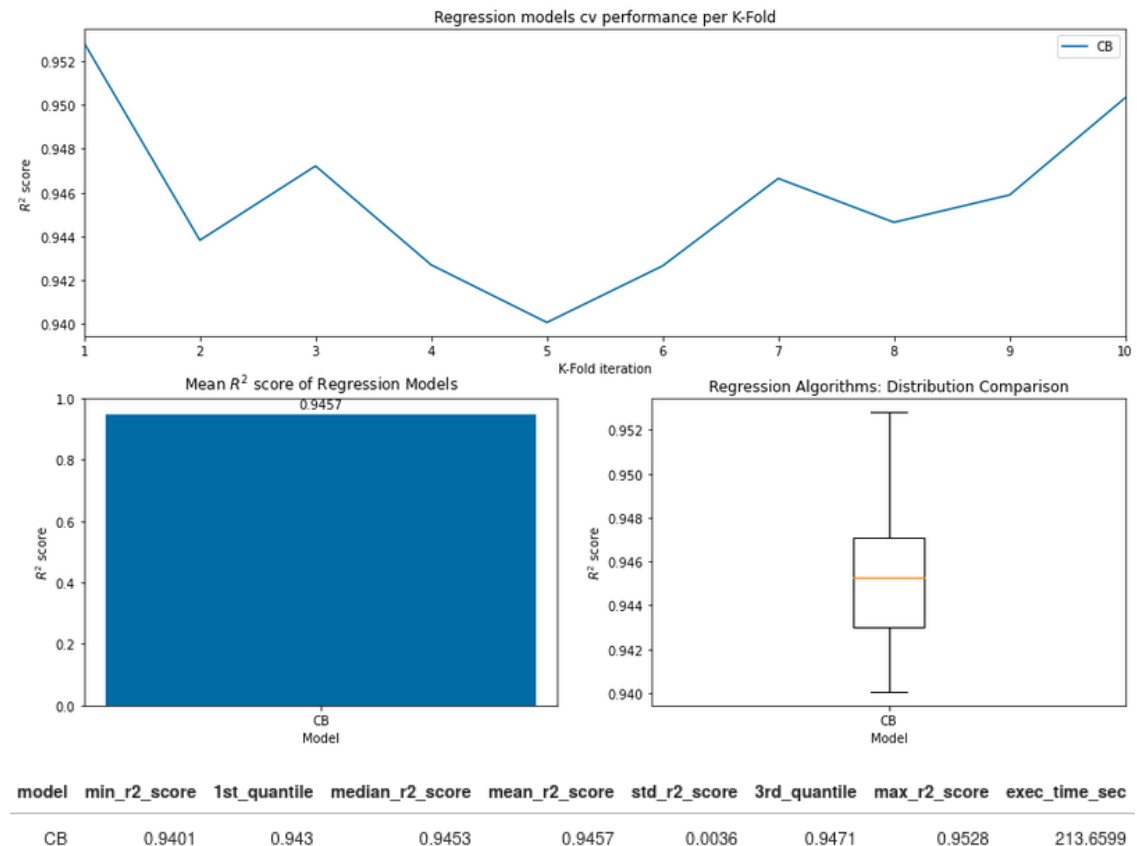 Regression models cv performance per K-Fold
CB
0.952
0.950
0.948
0.946
0.944
0.942
0.940
R² score
1 2 3 4 5 6 7 8 9 10
K-Fold iteration
Mean R² score of Regression Models
0.9457
1.0
0.8
0.6
0.4
0.2
0.0
R² score
CB
Model
Regression Algorithms: Distribution Comparison
0.952
0.950
0.948
0.946
0.944
0.942
0.940
R² score
CB
Model
model min_r2_score 1st_quantile median_r2_score mean_r2_score std_r2_score 3rd_quantile max_r2_score exec_time_sec
CB 0.9401 0.943 0.9453 0.9457 0.0036 0.9471 0.9528 213.6599